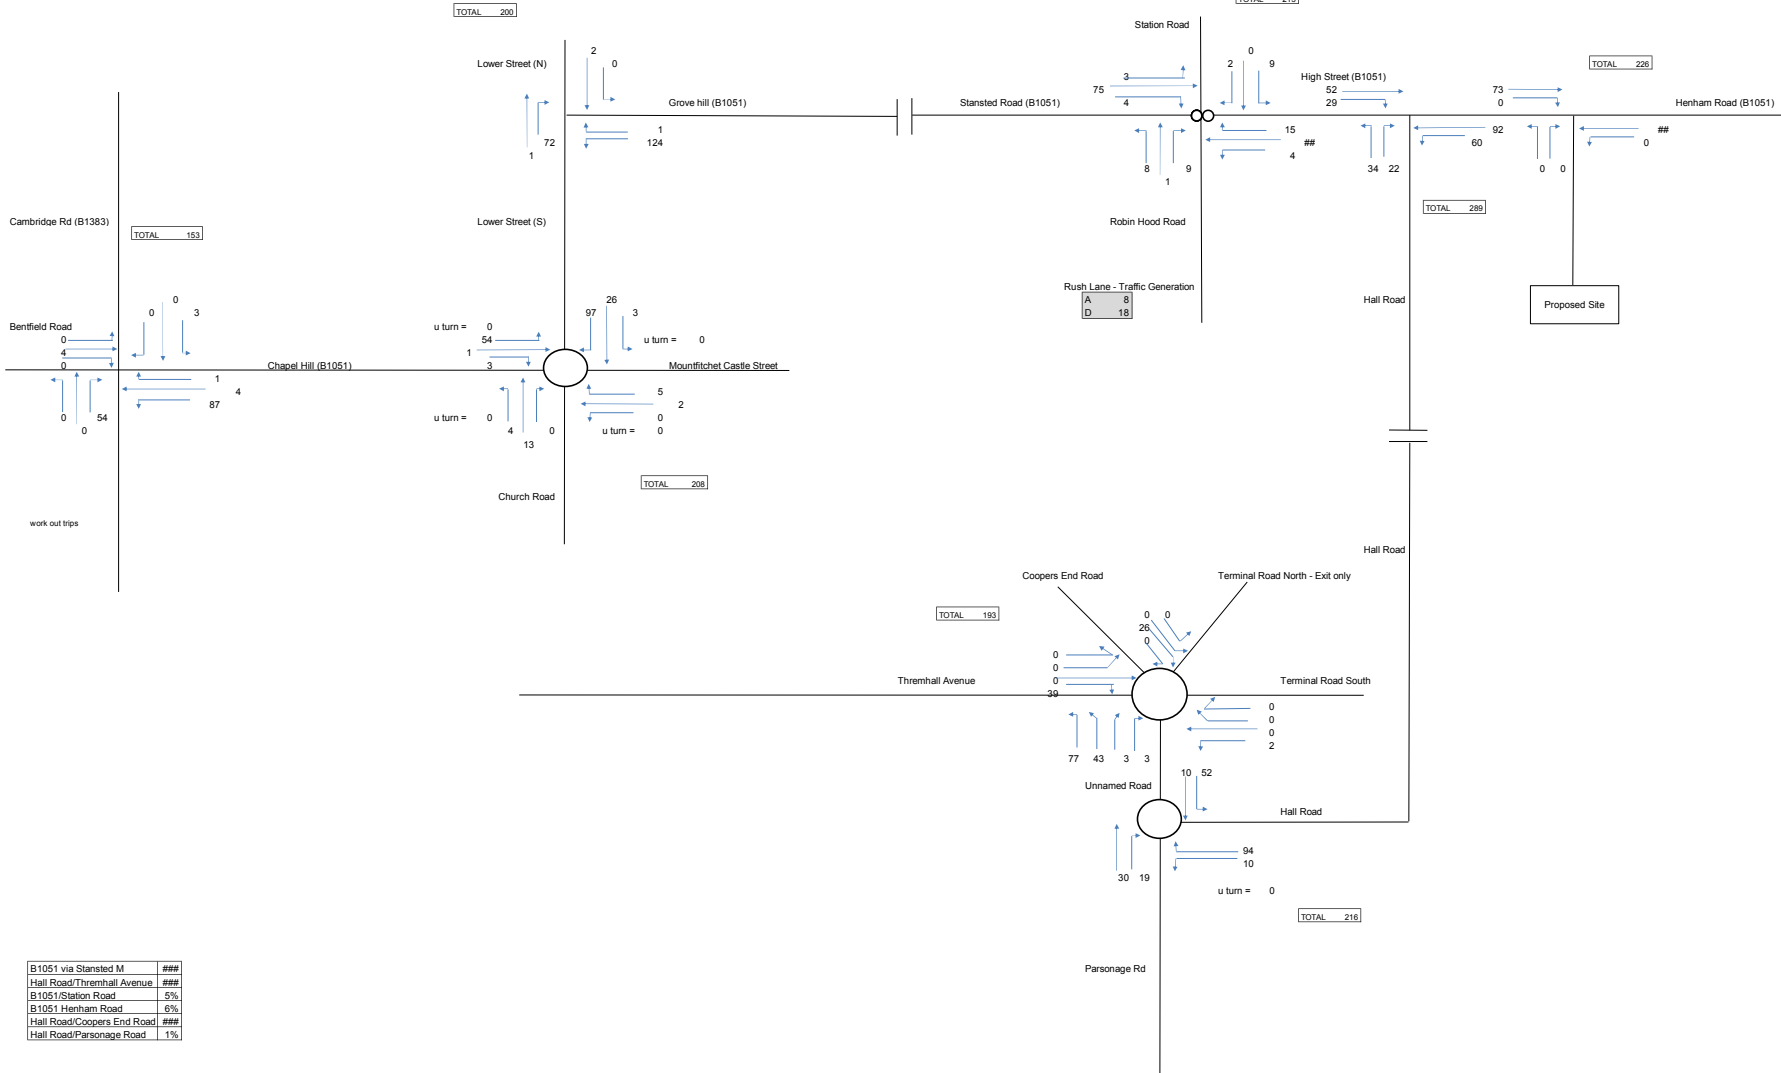 TOTAL 200
Station Road
Lower Street (N)
2
0
0
2
9
High Street (B1051)
TOTAL 226
3
75
4
52
29
73
0
Grove hill (B1051)
Stansted Road (B1051)
Henham Road (B1051)
72
1
1
124
15
##
4
8
1
9
34
22
92
60
0
0
##
0
Cambridge Rd (B1383)
TOTAL 153
Lower Street (S)
Robin Hood Road
TOTAL 289
Rush Lane - Traffic Generation
A 8
D 18
Hall Road
Proposed Site
Bentfield Road
0
4
0
0
0
3
Chapel Hill (B1051)
u turn = 0
54
1
3
97
26
3
u turn = 0
Mountfitchet Castle Street
0
0
54
1
4
87
u turn = 0
4
13
0
5
2
0
u turn = 0
Church Road
TOTAL 208
work out trips
Hall Road
Coopers End Road
Terminal Road North - Exit only
TOTAL 193
0
0
26
0
0
0
0
39
Thremhall Avenue
Terminal Road South
77
43
3
3
0
0
0
2
Unnamed Road
10
52
Hall Road
30
19
94
10
u turn = 0
TOTAL 216
Parsonage Rd
B1051 via Stansted M ###
Hall Road/Thremhall Avenue ###
B1051/Station Road 5%
B1051 Henham Road 6%
Hall Road/Coopers End Road ###
Hall Road/Parsonage Road 1%